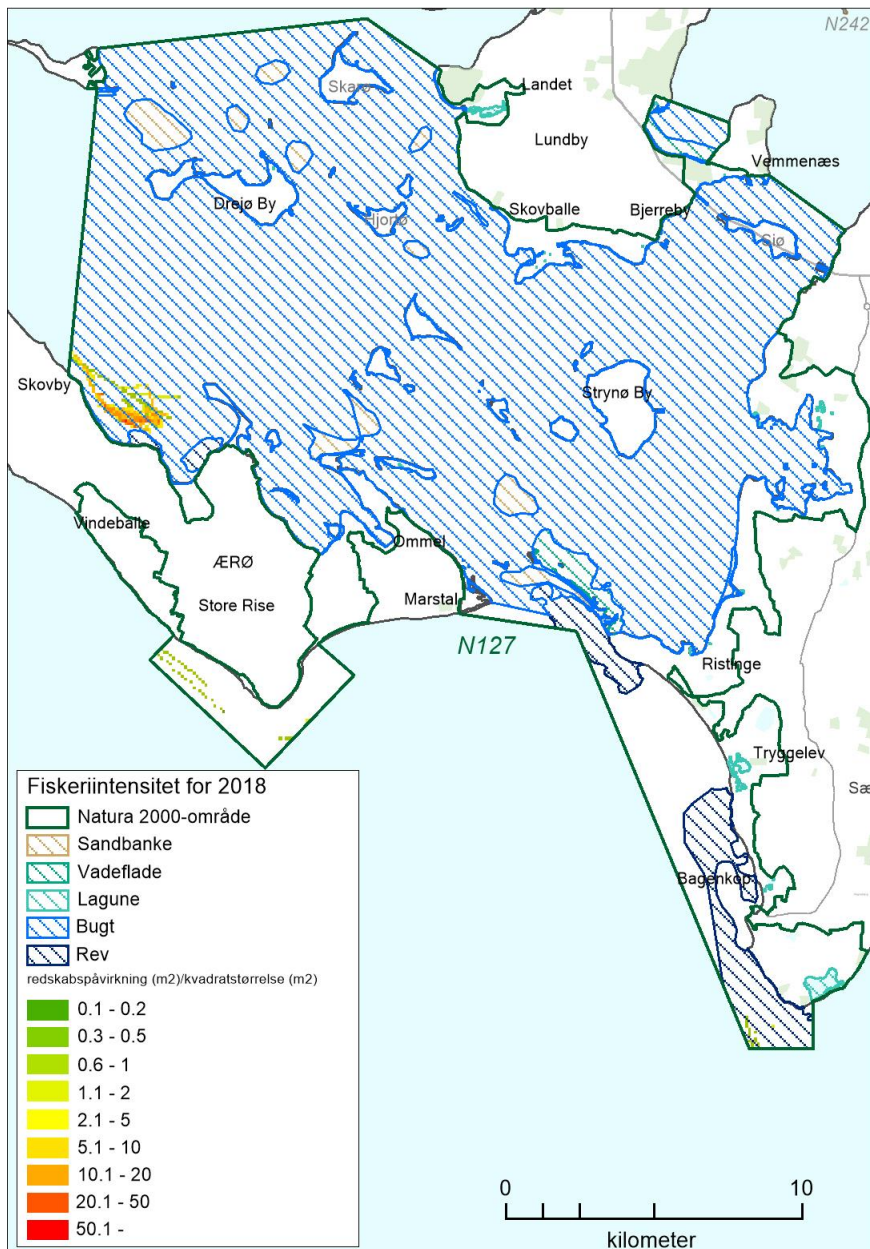 N242
Skarø
Landet
Lundby
Vemmenæs
Drejø By
Hjortø
Skovballe
Bjerreby
Siø
Skovby
Strynø By
Vindeballe
Ommel
ÆRØ
Store Rise
Marstal
N127
Ristinge
Tryggelev
Sæ
Bagenkop
Fiskeriintensitet for 2018
Natura 2000-område
Sandbanke
Vadeflade
Lagune
Bugt
Rev
redskabspåvirkning (m2)/kvadratstørrelse (m2)
0.1 - 0.2
0.3 - 0.5
0.6 - 1
1.1 - 2
2.1 - 5
5.1 - 10
10.1 - 20
20.1 - 50
50.1 -
0 10
kilometer